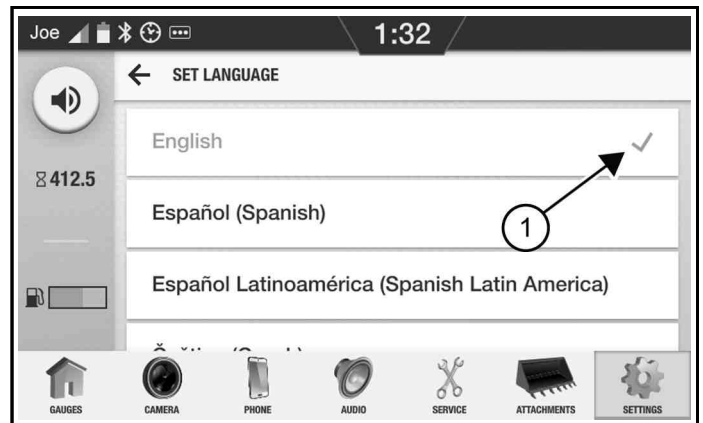 Joe 1:32
SET LANGUAGE
English
412.5
1
Español (Spanish)
Español Latinoamérica (Spanish Latin America)
GAUGES CAMERA PHONE AUDIO SERVICE ATTACHMENTS SETTINGS